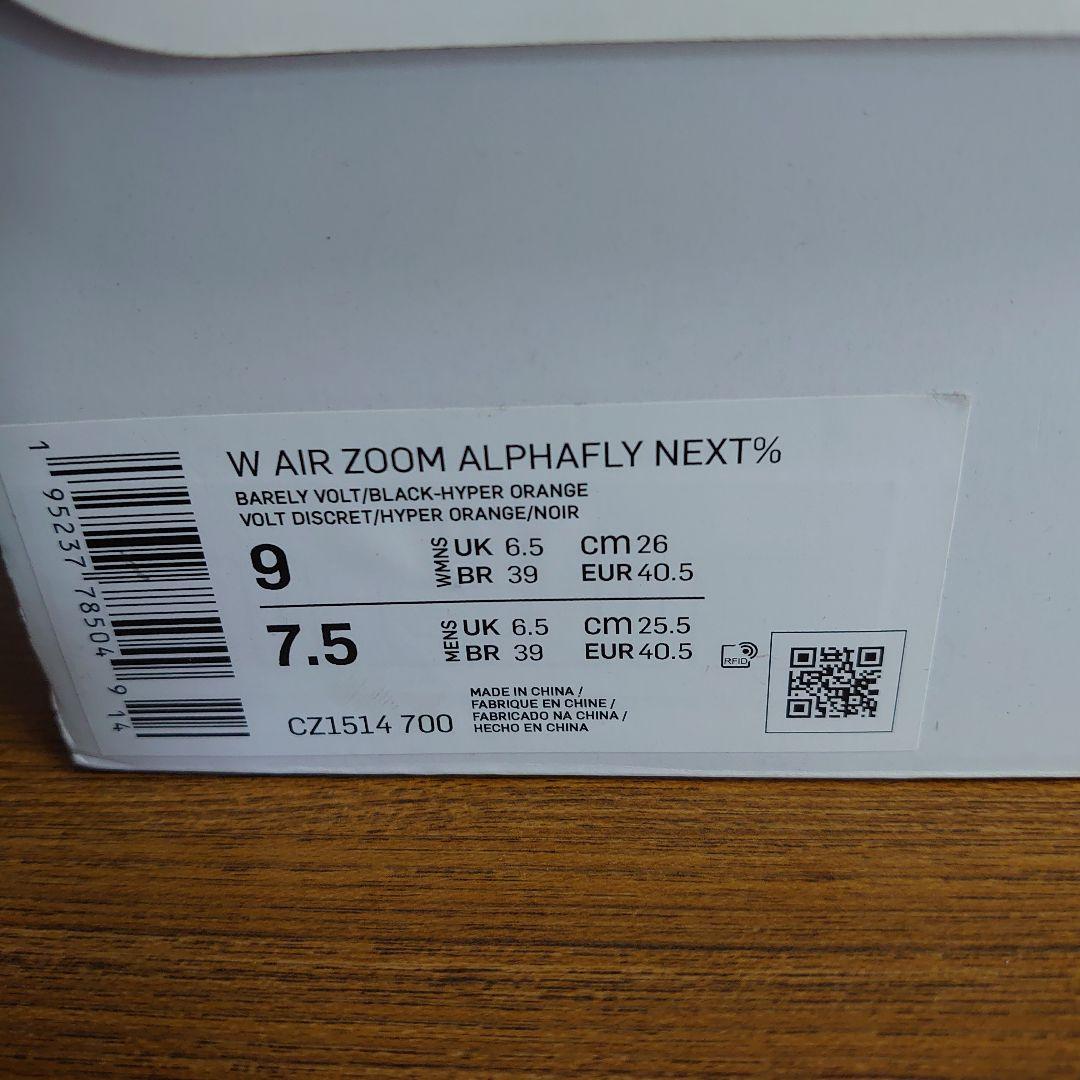 W AIR ZOOM ALPHAFLY NEXT%
BARELY VOLT/BLACK-HYPER ORANGE
VOLT DISCRET/HYPER ORANGE/NOIR
9 WMNS UK 6.5 cm 26
BR 39 EUR 40.5
7.5 MENS UK 6.5 cm 25.5
BR 39 EUR 40.5
RFID
MADE IN CHINA /
FABRIQUE EN CHINE /
FABRICADO NA CHINA /
HECHO EN CHINA
CZ1514 700
1 95237 78504 9 14